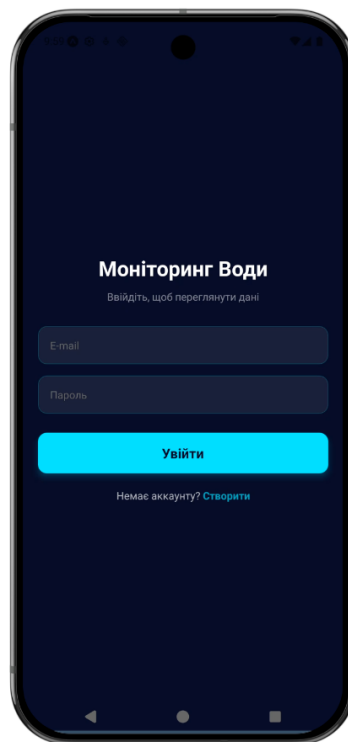 Моніторинг Води
Ввійдіть, щоб переглянути дані
E-mail
Пароль
Увійти
Немає аккаунту? Створити